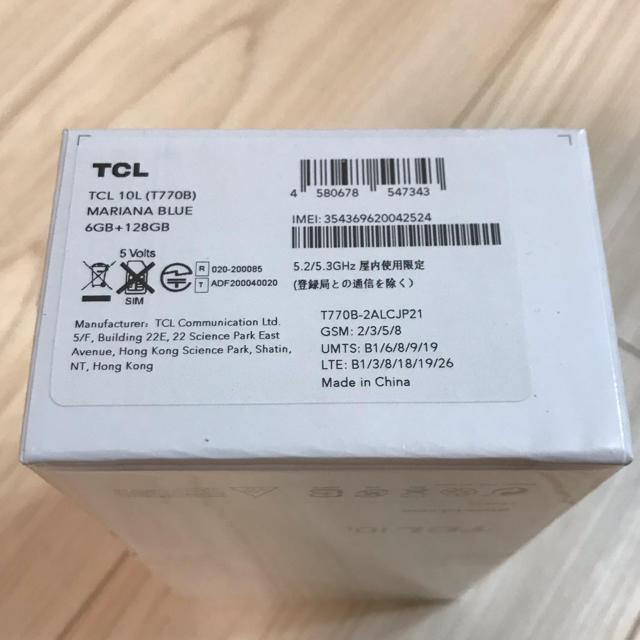 TCL
TCL 10L (T770B)
MARIANA BLUE
6GB+128GB
5 Volts
SIM
R 020-200085
T ADF200040020
Manufacturer: TCL Communication Ltd.
5/F, Building 22E, 22 Science Park East
Avenue, Hong Kong Science Park, Shatin,
NT, Hong Kong
4 580678 547343
IMEI: 354369620042524
5.2/5.3GHz 屋内使用限定
(登録局との通信を除く)
T770B-2ALCJP21
GSM: 2/3/5/8
UMTS: B1/6/8/9/19
LTE: B1/3/8/18/19/26
Made in China